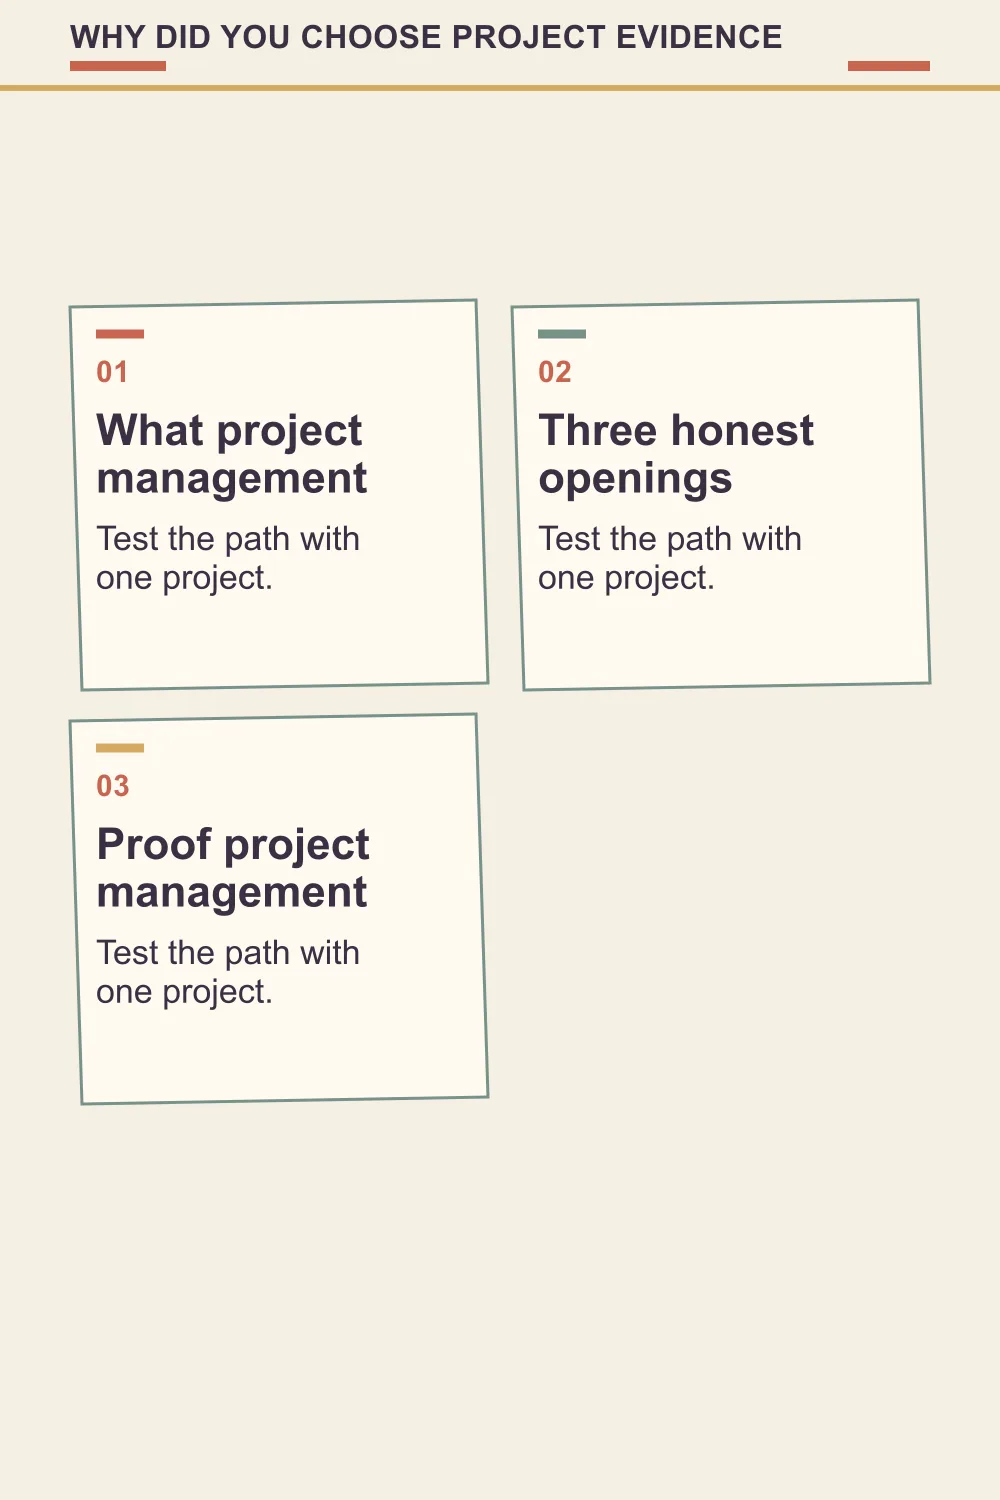 WHY DID YOU CHOOSE PROJECT EVIDENCE
01
What project
management
Test the path with
one project.
02
Three honest
openings
Test the path with
one project.
03
Proof project
management
Test the path with
one project.